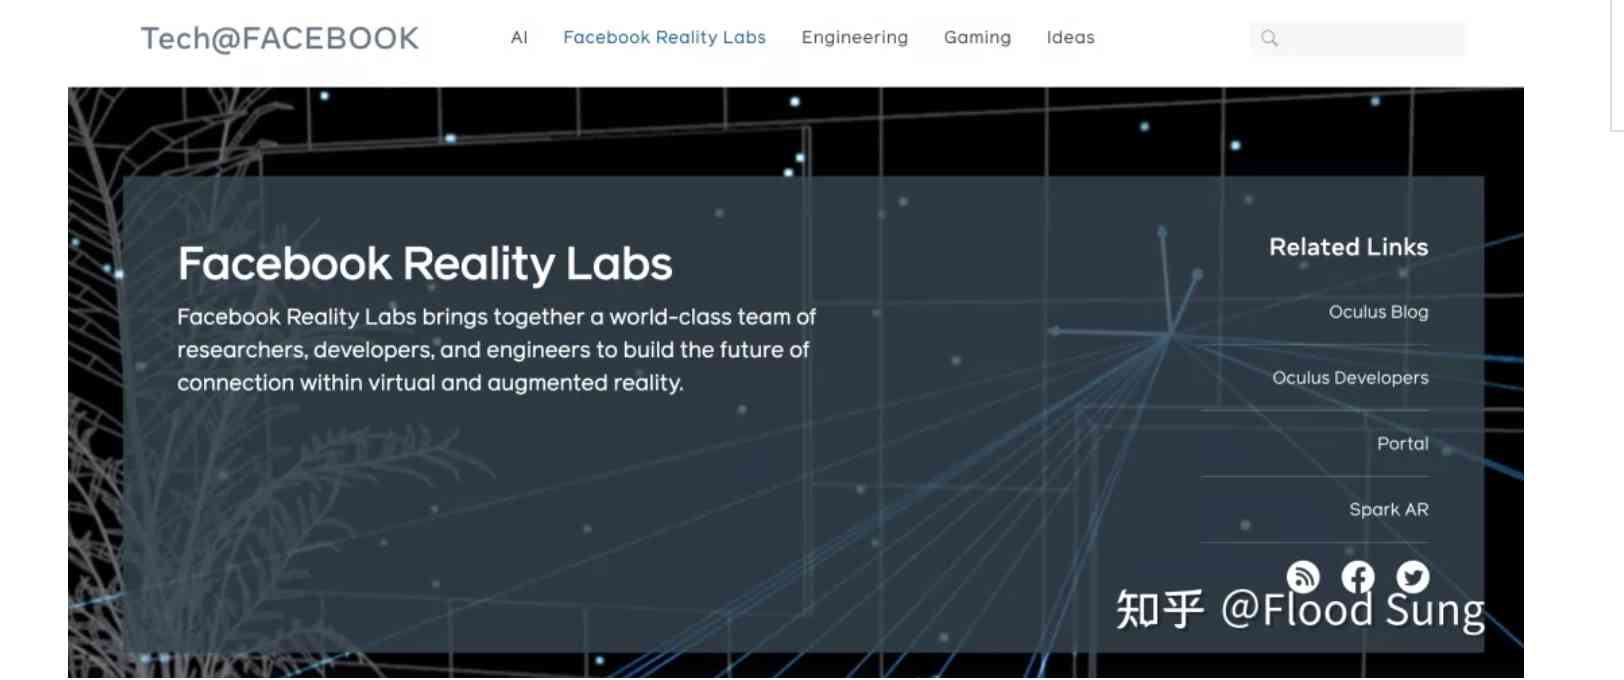 Tech@FACEBOOK
AI
Facebook Reality Labs
Engineering
Gaming
Ideas
Facebook Reality Labs
Facebook Reality Labs brings together a world-class team of
researchers, developers, and engineers to build the future of
connection within virtual and augmented reality.
Related Links
Oculus Blog
Oculus Developers
Portal
Spark AR
知乎 @Flood Sung